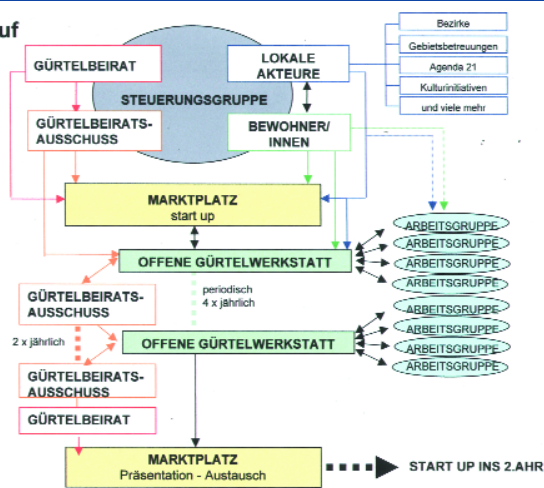 uf
GÜRTELBEIRAT
LOKALE
AKTEURE
Bezirke
Gebietsbetreuungen
Agenda 21
Kulturinitiativen
und viele mehr
STEUERUNGSGRUPPE
GÜRTELBEIRATS-
AUSSCHUSS
BEWOHNER/
INNEN
MARKTPLATZ
start up
ARBEITSGRUPPE
ARBEITSGRUPPE
ARBEITSGRUPPE
ARBEITSGRUPPE
OFFENE GÜRTELWERKSTATT
GÜRTELBEIRATS-
AUSSCHUSS
periodisch
4 x jährlich
ARBEITSGRUPPE
ARBEITSGRUPPE
ARBEITSGRUPPE
ARBEITSGRUPPE
2 x jährlich
OFFENE GÜRTELWERKSTATT
GÜRTELBEIRATS-
AUSSCHUSS
GÜRTELBEIRAT
MARKTPLATZ
Präsentation - Austausch
START UP INS 2.AHR